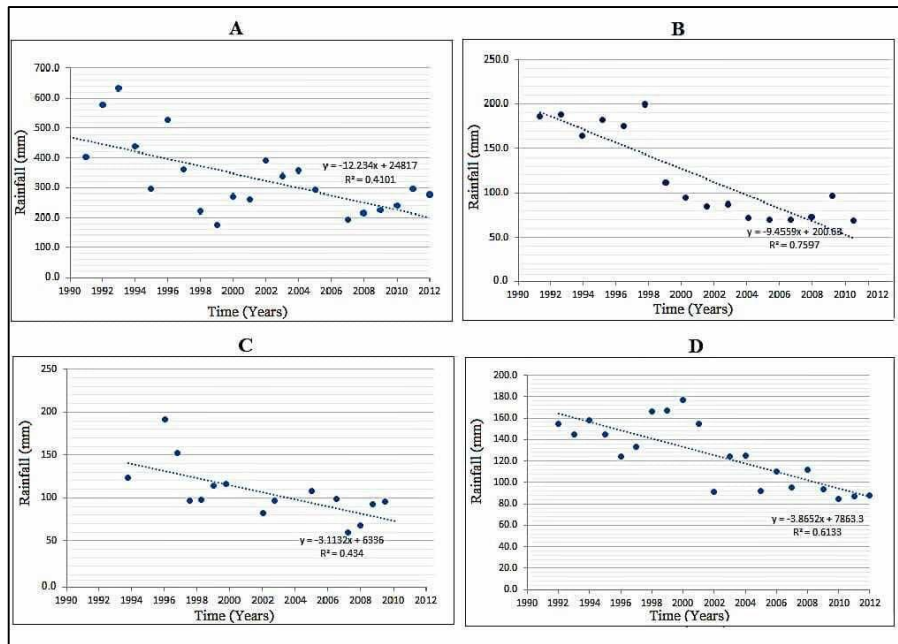 A
700.0
600.0
500.0
400.0
300.0
200.0
100.0
0.0
Rainfall (mm)
y = -12.234x + 24817
R² = 0.4101
1990 1992 1994 1996 1998 2000 2002 2004 2006 2008 2010 2012
Time (Years)
B
250.0
200.0
150.0
100.0
50.0
0.0
Rainfall (mm)
y = -9.4559x + 200.63
R² = 0.7597
1990 1992 1994 1996 1998 2000 2002 2004 2006 2008 2010 2012
Time (Years)
C
250
200
150
100
50
0.0
Rainfall (mm)
y = -3.1132x + 6336
R² = 0.434
1990 1992 1994 1996 1998 2000 2002 2004 2006 2008 2010 2012
Time (Years)
D
200.0
180.0
160.0
140.0
120.0
100.0
80.0
60.0
40.0
20.0
0.0
Rainfall (mm)
y = -3.8652x + 7863.3
R² = 0.6133
1990 1992 1994 1996 1998 2000 2002 2004 2006 2008 2010 2012
Time (Years)